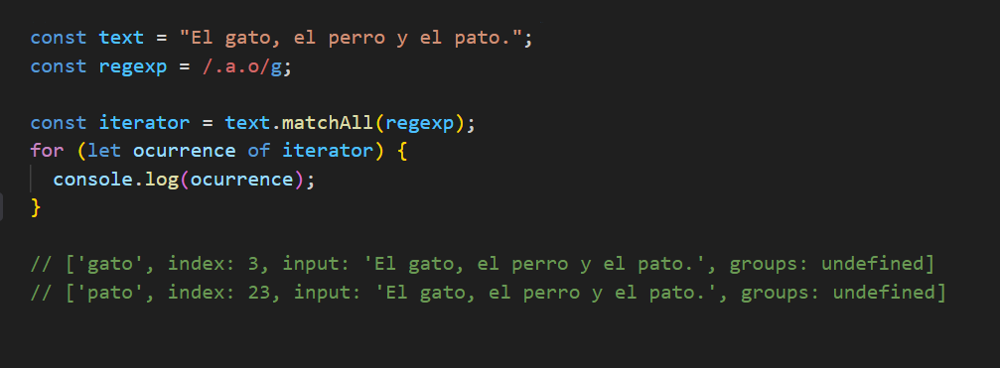 const text = "El gato, el perro y el pato.";
const regexp = /.a.o/g;
const iterator = text.matchAll(regexp);
for (let ocurrence of iterator) {
console.log(ocurrence);
}
// ['gato', index: 3, input: 'El gato, el perro y el pato.', groups: undefined]
// ['pato', index: 23, input: 'El gato, el perro y el pato.', groups: undefined]